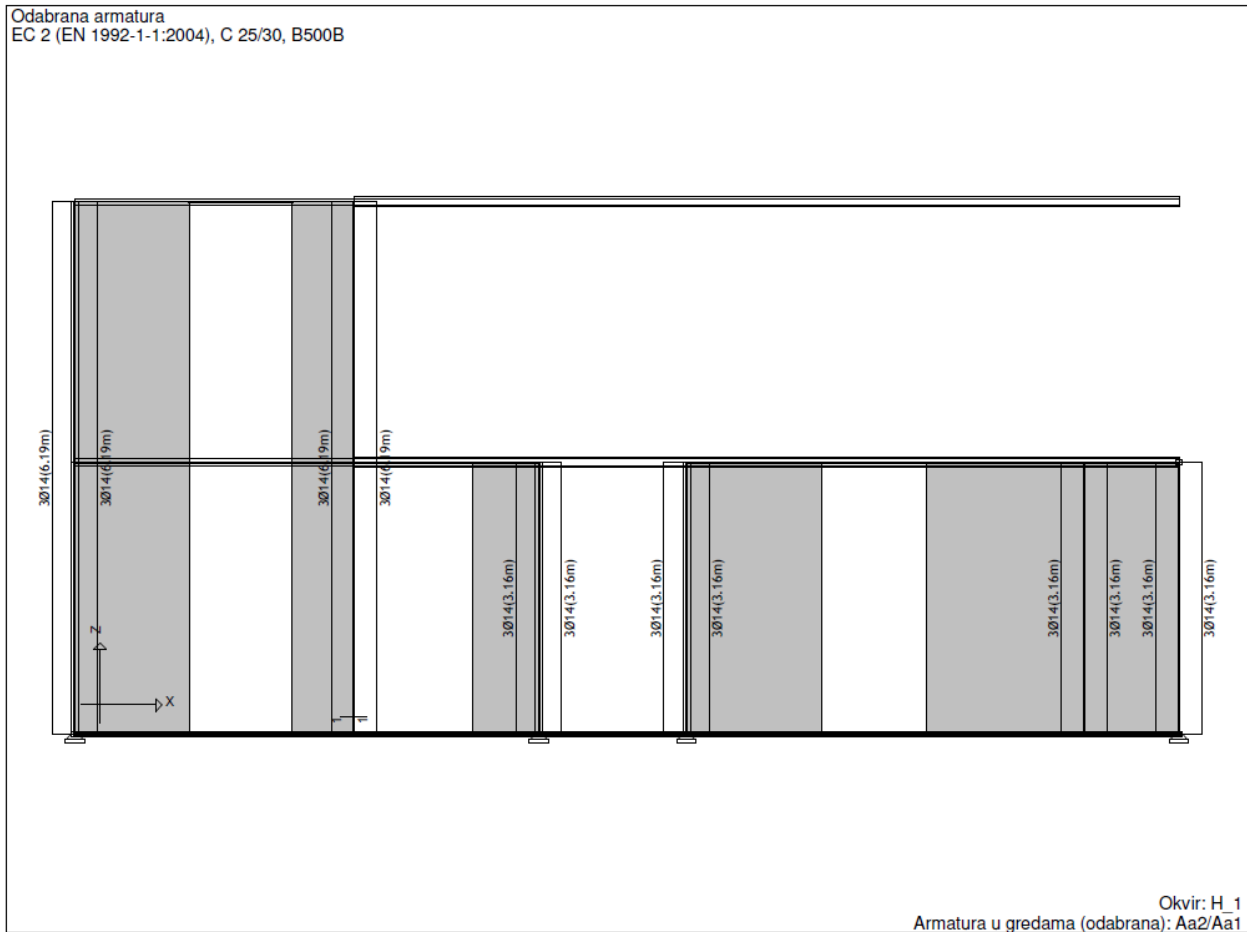 Odabrana armatura
EC 2 (EN 1992-1-1:2004), C 25/30, B500B
3Ø14(6.19m)
3Ø14(6.19m)
3Ø14(6.19m)
3Ø14(6.19m)
3Ø14(3.16m)
3Ø14(3.16m)
3Ø14(3.16m)
3Ø14(3.16m)
3Ø14(3.16m)
3Ø14(3.16m)
3Ø14(3.16m)
3Ø14(3.16m)
Z
X
1
1
Okvir: H_1
Armatura u gredama (odabrana): Aa2/Aa1